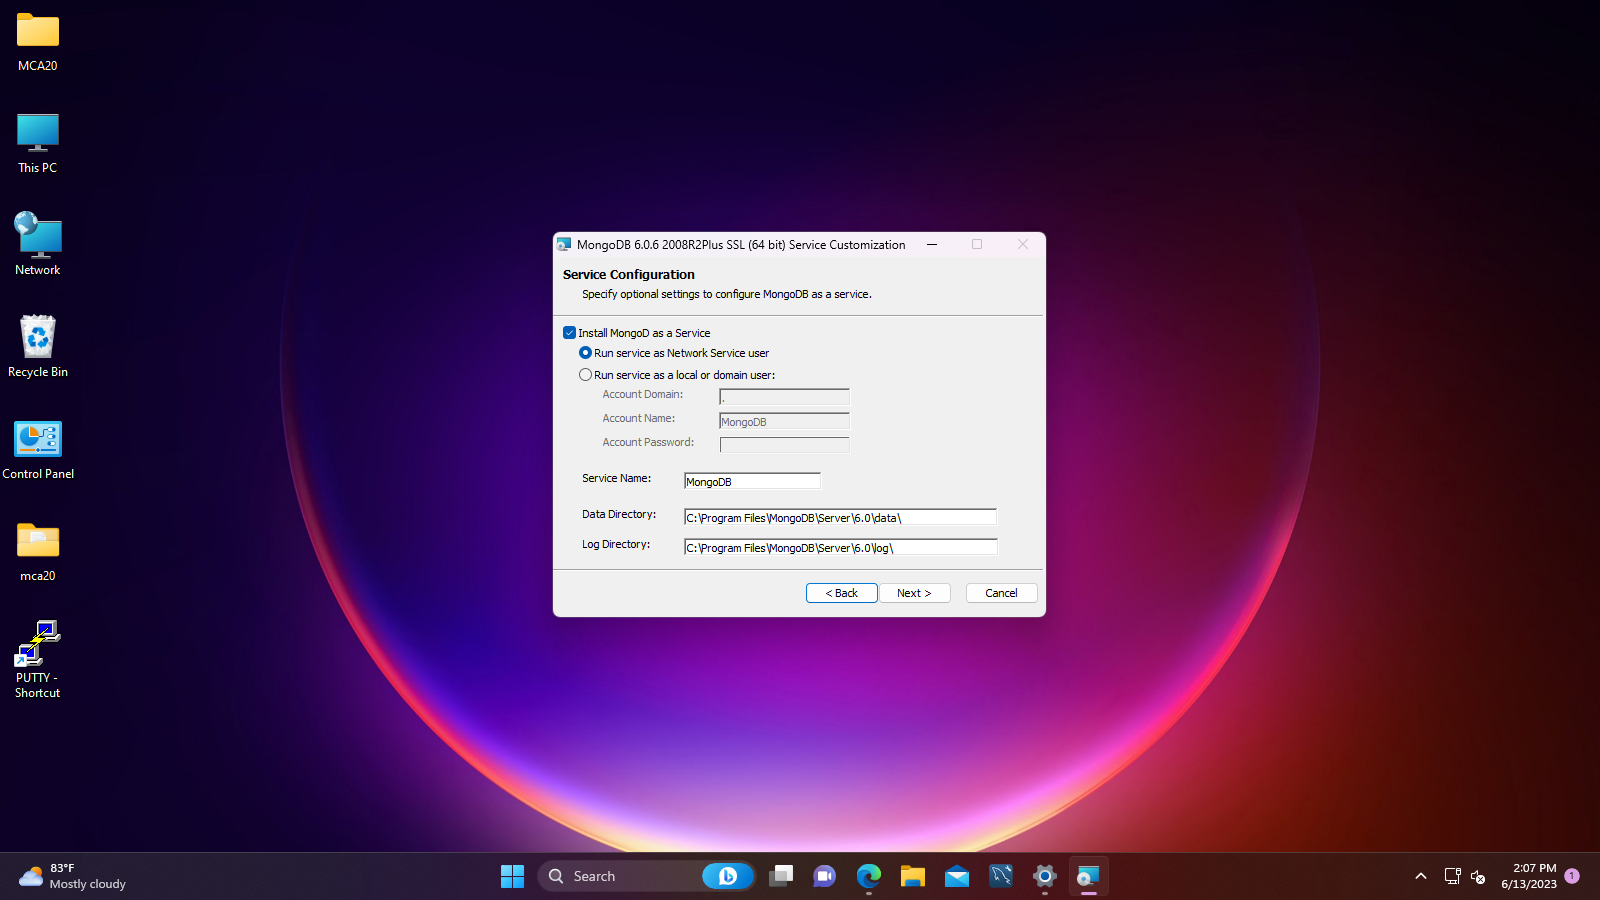 MCA20
This PC
Network
Recycle Bin
Control Panel
mca20
PUTTY -
Shortcut
MongoDB 6.0.6 2008R2Plus SSL (64 bit) Service Customization
Service Configuration
Specify optional settings to configure MongoDB as a service.
Install MongoD as a Service
Run service as Network Service user
Run service as a local or domain user:
Account Domain: .
Account Name: MongoDB
Account Password:
Service Name: MongoDB
Data Directory: C:\Program Files\MongoDB\Server\6.0\data\
Log Directory: C:\Program Files\MongoDB\Server\6.0\log\
< Back Next > Cancel
83°F
Mostly cloudy
Search
2:07 PM
6/13/2023
1